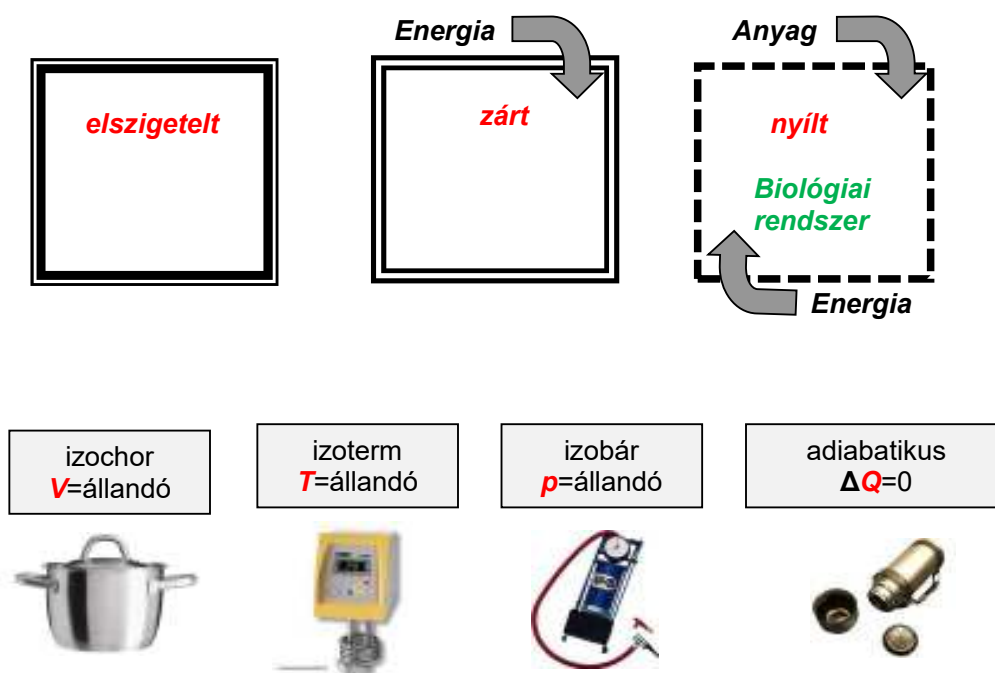 Energia
Anyag
elszigetelt
zárt
nyílt
Biológiai
rendszer
Energia
izochor
V=állandó
izoterm
T=állandó
izobár
p=állandó
adiabatikus
ΔQ=0